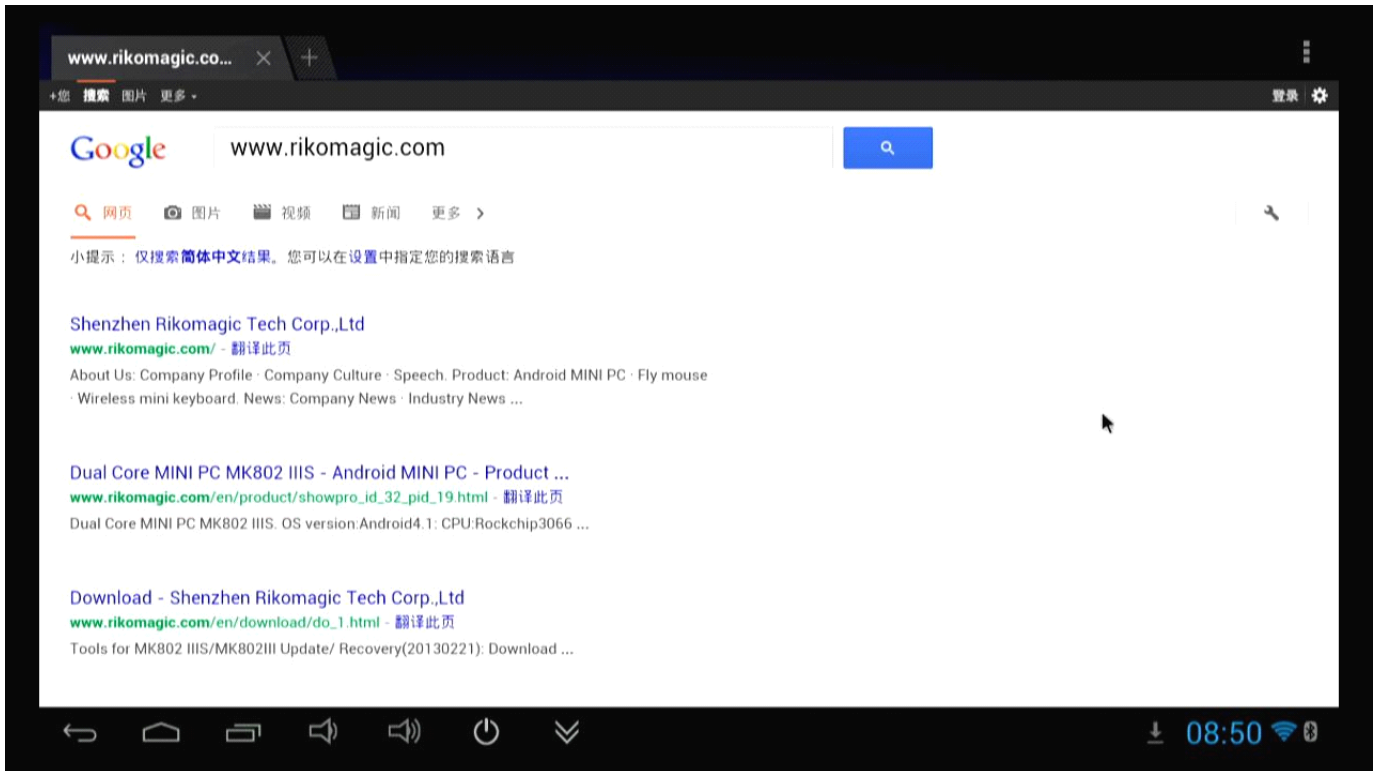 www.rikomagic.co...
+您 搜索 图片 更多
登录
Google www.rikomagic.com
网页 图片 视频 新闻 更多
小提示：仅搜索简体中文结果。您可以在设置中指定您的搜索语言
Shenzhen Rikomagic Tech Corp.,Ltd
www.rikomagic.com/ - 翻译此页
About Us: Company Profile · Company Culture · Speech. Product: Android MINI PC · Fly mouse
· Wireless mini keyboard. News: Company News · Industry News ...
Dual Core MINI PC MK802 IIIS - Android MINI PC - Product ...
www.rikomagic.com/en/product/showpro_id_32_pid_19.html - 翻译此页
Dual Core MINI PC MK802 IIIS. OS version:Android4.1: CPU:Rockchip3066 ...
Download - Shenzhen Rikomagic Tech Corp.,Ltd
www.rikomagic.com/en/download/do_1.html - 翻译此页
Tools for MK802 IIIS/MK802III Update/ Recovery(20130221): Download ...
08:50